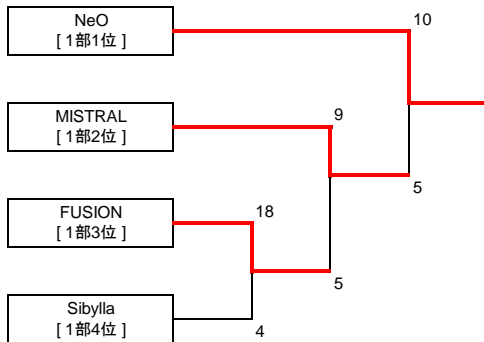 NeO
[ 1部1位 ]
10
MISTRAL
[ 1部2位 ]
9
5
FUSION
[ 1部3位 ]
18
5
Sibylla
[ 1部4位 ]
4